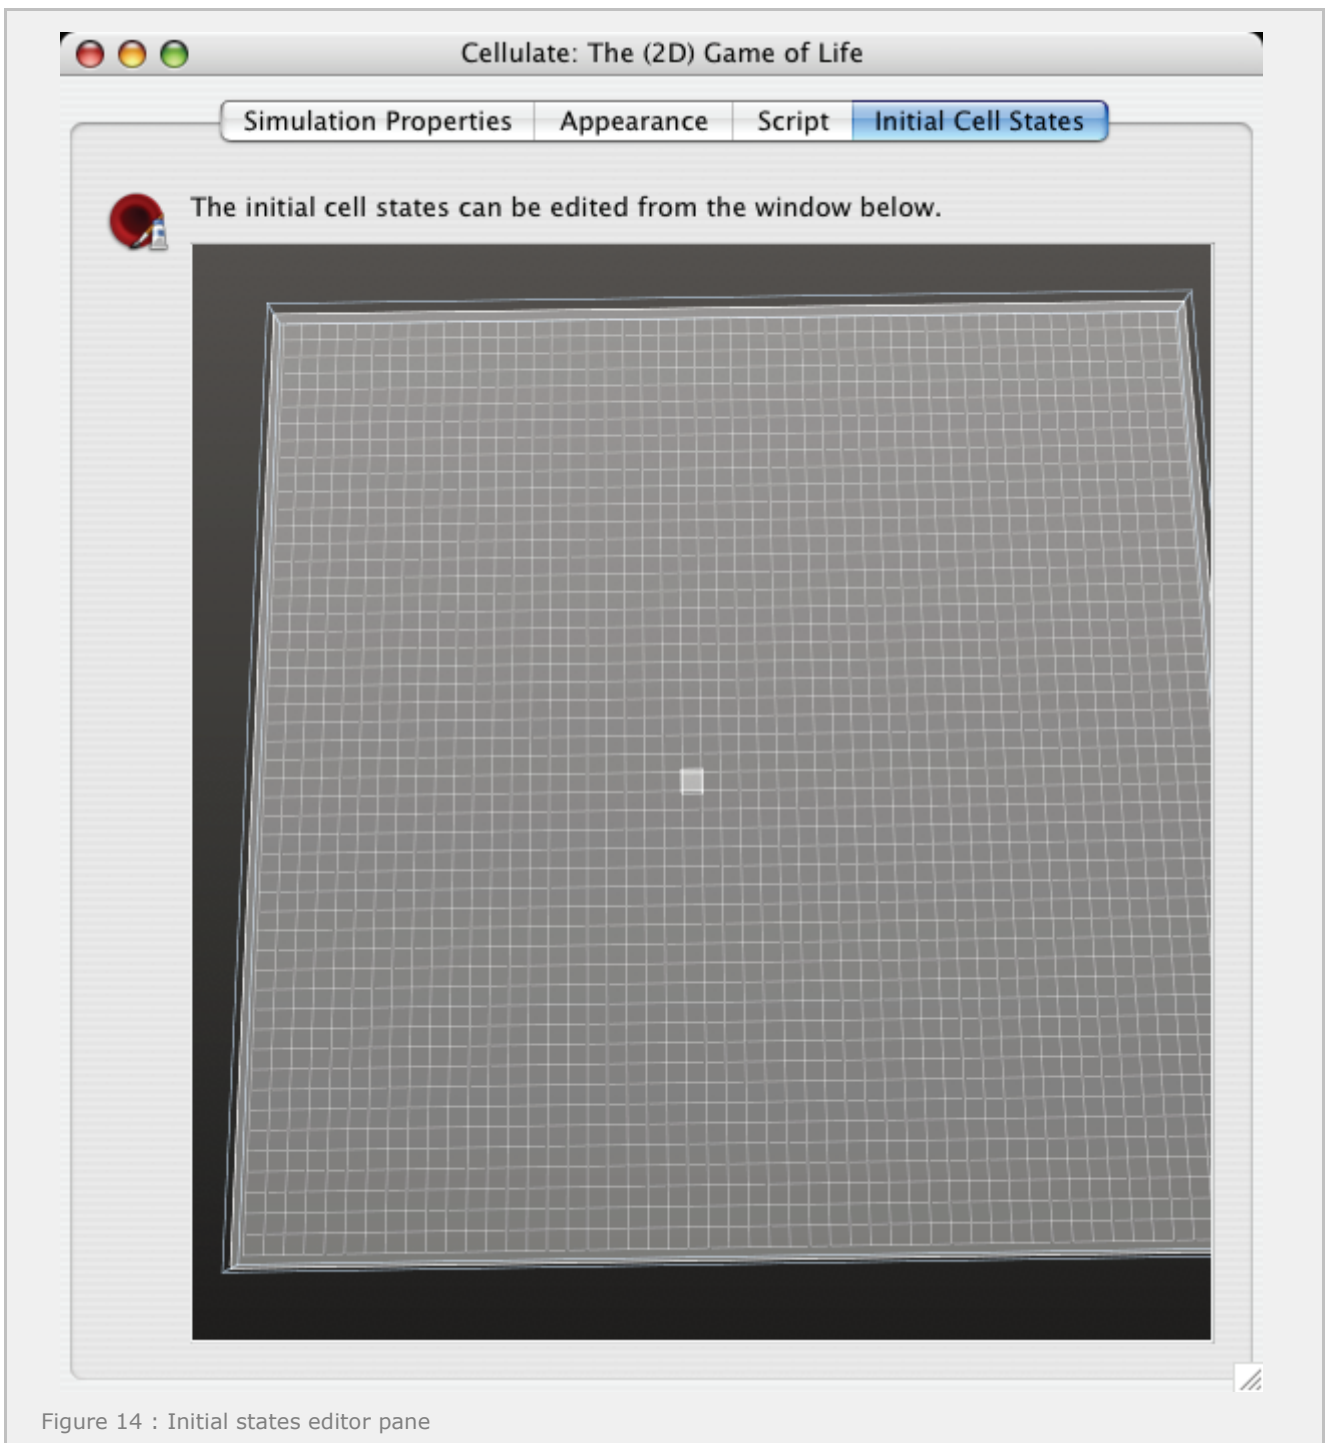 Cellulate: The (2D) Game of Life
Simulation Properties Appearance Script Initial Cell States
The initial cell states can be edited from the window below.
Figure 14 : Initial states editor pane